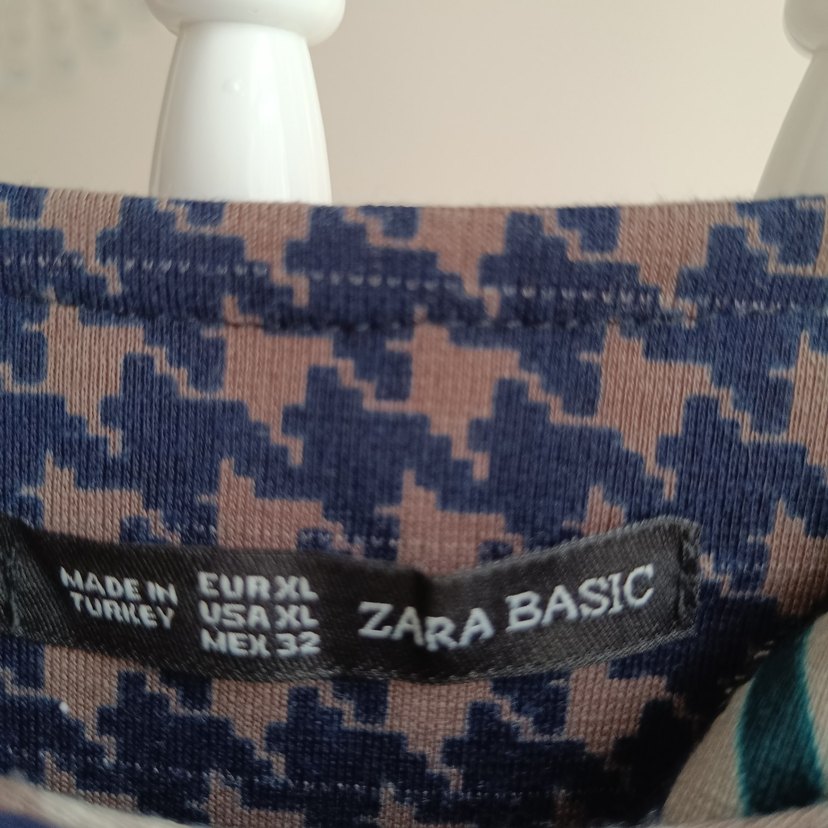 MADE IN
TURKEY
EUR XL
USA XL
MEX 32
ZARA BASIC